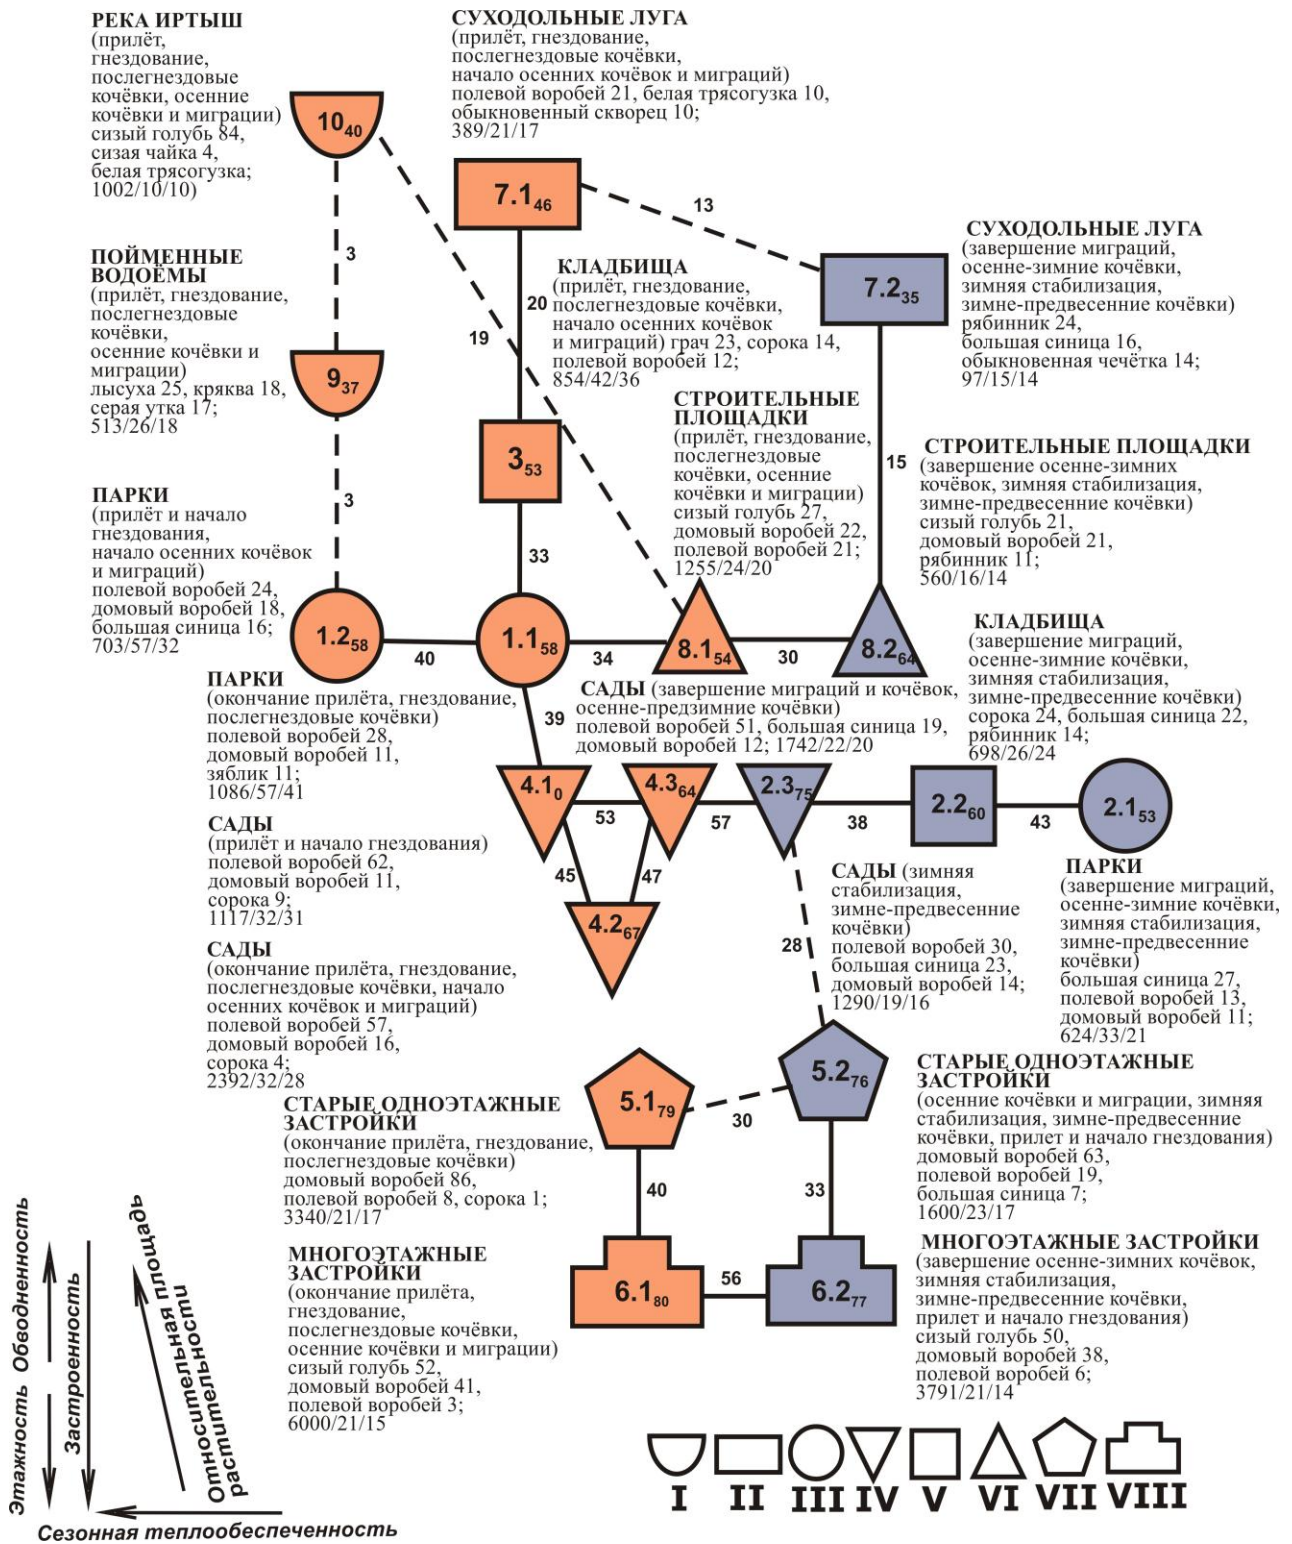 РЕКА ИРТЫШ
(прилёт,
гнездование,
послегнездовые
кочёвки, осенние
кочёвки и миграции)
сизый голубь 84,
сизая чайка 4,
белая трясогузка;
1002/10/10)
СУХОДОЛЬНЫЕ ЛУГА
(прилёт, гнездование,
послегнездовые кочёвки,
начало осенних кочёвок и миграций)
полевой воробей 21, белая трясогузка 10,
обыкновенный скворец 10;
389/21/17
10 40
7.1 46
13
СУХОДОЛЬНЫЕ ЛУГА
(завершение миграций,
осенне-зимние кочёвки,
зимняя стабилизация,
зимне-предвесенние кочёвки)
рябинник 24,
большая синица 16,
обыкновенная чечётка 14;
97/15/14
7.2 35
3
20
19
КЛАДБИЩА
(прилёт, гнездование,
послегнездовые кочёвки,
начало осенних кочёвок
и миграций) грач 23, сорока 14,
полевой воробей 12;
854/42/36
ПОЙМЕННЫЕ
ВОДОЁМЫ
(прилёт, гнездование,
послегнездовые
кочёвки,
осенние кочёвки и
миграции)
лысуха 25, кряква 18,
серая утка 17;
513/26/18
9 37
3 53
СТРОИТЕЛЬНЫЕ
ПЛОЩАДКИ
(прилёт, гнездование,
послегнездовые
кочёвки, осенние
кочёвки и миграции)
сизый голубь 27,
домовый воробей 22,
полевой воробей 21;
1255/24/20
15
СТРОИТЕЛЬНЫЕ ПЛОЩАДКИ
(завершение осенне-зимних
кочёвок, зимняя стабилизация,
зимне-предвесенние кочёвки)
сизый голубь 21,
домовый воробей 21,
рябинник 11;
560/16/14
ПАРКИ
(прилёт и начало
гнездования,
начало осенних кочёвок
и миграций)
полевой воробей 24,
домовый воробей 18,
большая синица 16;
703/57/32
3
33
1.2 58
40
1.1 58
34
8.1 54
30
8.2 64
КЛАДБИЩА
(завершение миграций,
осенне-зимние кочёвки,
зимняя стабилизация,
зимне-предвесенние кочёвки)
сорока 24, большая синица 22,
рябинник 14;
698/26/24
ПАРКИ
(окончание прилёта, гнездование,
послегнездовые кочёвки)
полевой воробей 28,
домовый воробей 11,
зяблик 11;
1086/57/41
39
САДЫ (завершение миграций и кочёвок,
осенне-предзимние кочёвки)
полевой воробей 51, большая синица 19,
домовый воробей 12; 1742/22/20
4.1 0
53
4.3 64
57
2.3 75
38
2.2 60
43
2.1 53
САДЫ
(прилёт и начало гнездования)
полевой воробей 62,
домовый воробей 11,
сорока 9;
1117/32/31
45
47
4.2 67
САДЫ (зимняя
стабилизация,
зимне-предвесенние
кочёвки)
полевой воробей 30,
большая синица 23,
домовый воробей 14;
1290/19/16
28
ПАРКИ
(завершение миграций,
осенне-зимние кочёвки,
зимняя стабилизация,
зимне-предвесенние
кочёвки)
большая синица 27,
полевой воробей 13,
домовый воробей 11;
624/33/21
САДЫ
(окончание прилёта, гнездование,
послегнездовые кочёвки, начало
осенних кочёвок и миграций)
полевой воробей 57,
домовый воробей 16,
сорока 4;
2392/32/28
5.1 79
30
5.2 76
СТАРЫЕ ОДНОЭТАЖНЫЕ
ЗАСТРОЙКИ
(окончание прилёта, гнездование,
послегнездовые кочёвки)
домовый воробей 86,
полевой воробей 8, сорока 1;
3340/21/17
СТАРЫЕ ОДНОЭТАЖНЫЕ
ЗАСТРОЙКИ
(осенние кочёвки и миграции, зимняя
стабилизация, зимне-предвесенние
кочёвки, прилет и начало гнездования)
домовый воробей 63,
полевой воробей 19,
большая синица 7;
1600/23/17
40
33
МНОГОЭТАЖНЫЕ
ЗАСТРОЙКИ
(окончание прилёта,
гнездование,
послегнездовые кочёвки,
осенние кочёвки и миграции)
сизый голубь 52,
домовый воробей 41,
полевой воробей 3;
6000/21/15
6.1 80
56
6.2 77
МНОГОЭТАЖНЫЕ ЗАСТРОЙКИ
(завершение осенне-зимних кочёвок,
зимняя стабилизация,
зимне-предвесенние кочёвки,
прилет и начало гнездования)
сизый голубь 50,
домовый воробей 38,
полевой воробей 6;
3791/21/14
Этажность Обводненность
Застроенность
Относительная площадь
растительности
Сезонная теплообеспеченность
I II III IV V VI VII VIII